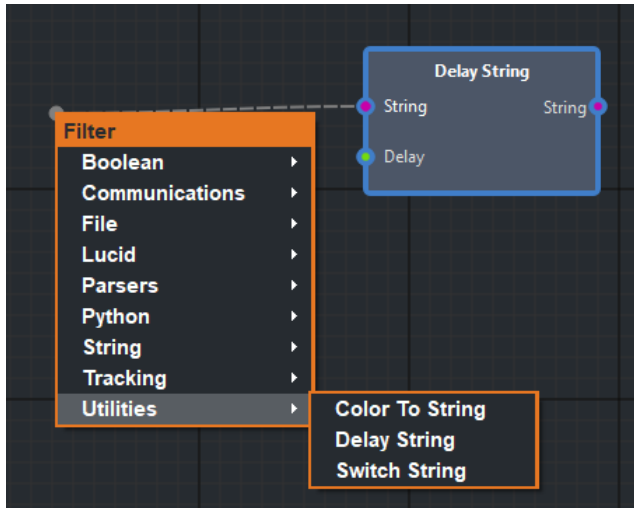 Delay String
String String
Delay
Filter
Boolean
Communications
File
Lucid
Parsers
Python
String
Tracking
Utilities
Color To String
Delay String
Switch String